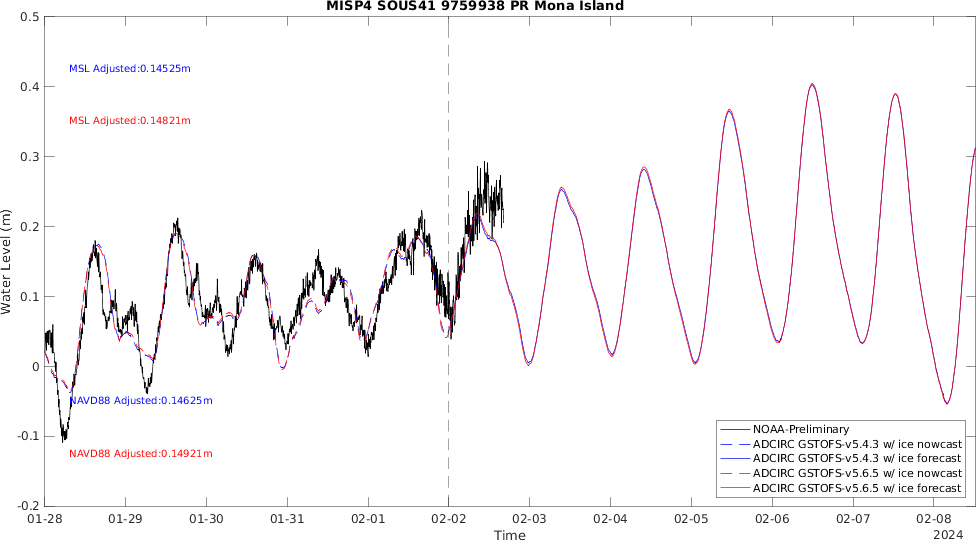 MISP4 SOUS41 9759938 PR Mona Island
0.5
0.4
0.3
0.2
0.1
0
-0.1
-0.2
Water Level (m)
MSL Adjusted:0.14525m
MSL Adjusted:0.14821m
NAVD88 Adjusted:0.14625m
NAVD88 Adjusted:0.14921m
NOAA-Preliminary
ADCIRC GSTOFS-v5.4.3 w/ ice nowcast
ADCIRC GSTOFS-v5.4.3 w/ ice forecast
ADCIRC GSTOFS-v5.6.5 w/ ice nowcast
ADCIRC GSTOFS-v5.6.5 w/ ice forecast
01-28 01-29 01-30 01-31 02-01 02-02 02-03 02-04 02-05 02-06 02-07 02-08
Time
2024